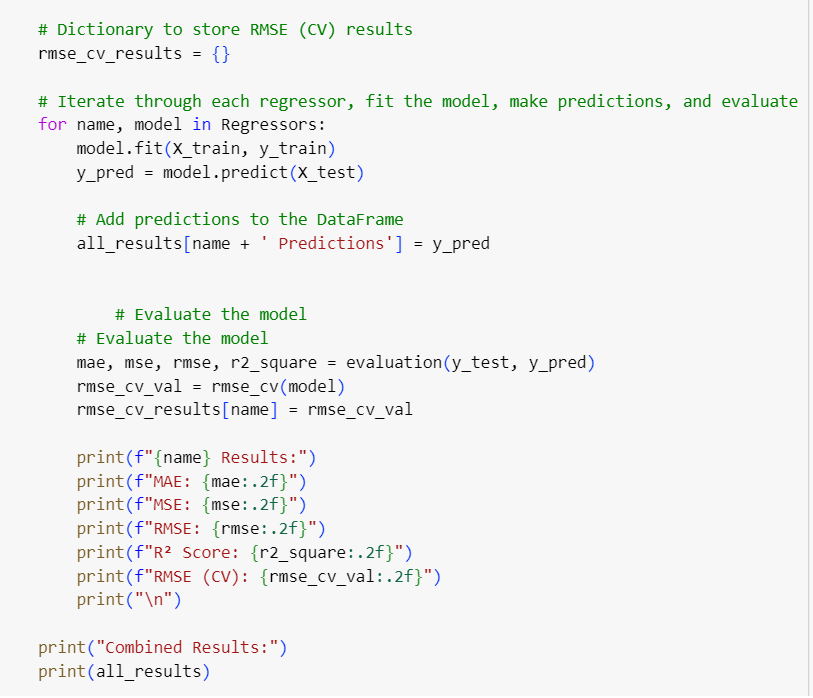 # Dictionary to store RMSE (CV) results
rmse_cv_results = {}
# Iterate through each regressor, fit the model, make predictions, and evaluate
for name, model in Regressors:
    model.fit(X_train, y_train)
    y_pred = model.predict(X_test)
    # Add predictions to the DataFrame
    all_results[name + ' Predictions'] = y_pred
        # Evaluate the model
    # Evaluate the model
    mae, mse, rmse, r2_square = evaluation(y_test, y_pred)
    rmse_cv_val = rmse_cv(model)
    rmse_cv_results[name] = rmse_cv_val
    print(f"{name} Results:")
    print(f"MAE: {mae:.2f}")
    print(f"MSE: {mse:.2f}")
    print(f"RMSE: {rmse:.2f}")
    print(f"R² Score: {r2_square:.2f}")
    print(f"RMSE (CV): {rmse_cv_val:.2f}")
    print("\n")
print("Combined Results:")
print(all_results)